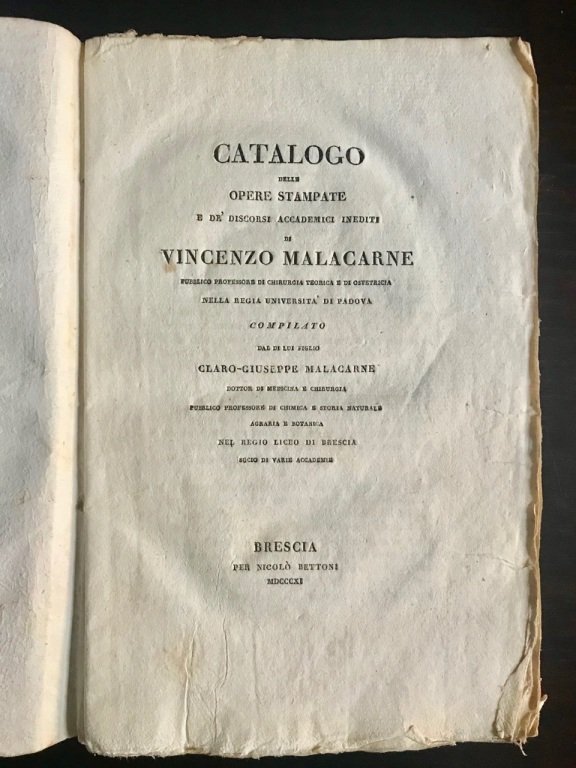 CATALOGO
DELLE
OPERE STAMPATE
E DE' DISCORSI ACCADEMICI INEDITI
DI
VINCENZO MALACARNE
PUBBLICO PROFESSORE DI CHIRURGIA TEORICA E DI OSTETRICIA
NELLA REGIA UNIVERSITA' DI PADOVA
COMPILATO
DAL DI LUI FIGLIO
CLARO-GIUSEPPE MALACARNE
DOTTOR DI MEDICINA E CHIRURGIA
PUBBLICO PROFESSORE DI CHIMICA E STORIA NATURALE
AGRARIA E BOTANICA
NEL REGIO LICEO DI BRESCIA
SOCIO DI VARIE ACCADEMIE
BRESCIA
PER NICOLÒ BETTONI
MDCCCXI